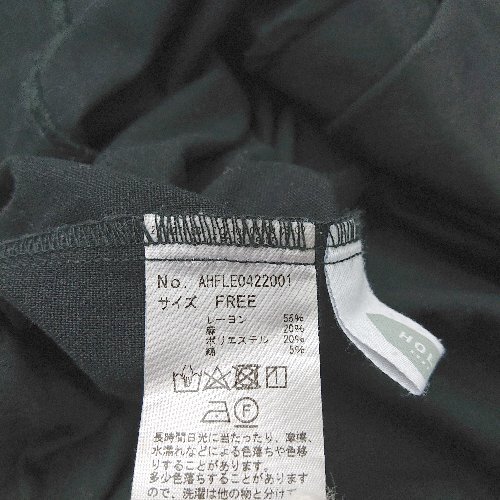 No. AHFLE0422001
サイズ FREE
レーヨン 55%
麻 20%
ポリエステル 20%
綿 5%
F
HOL
長時間日光に当たったり、摩擦、
水濡れなどによる色落ちや色移
りすることがあります。
多少色落ちすることがあります
ので、洗濯は他の物と分けて